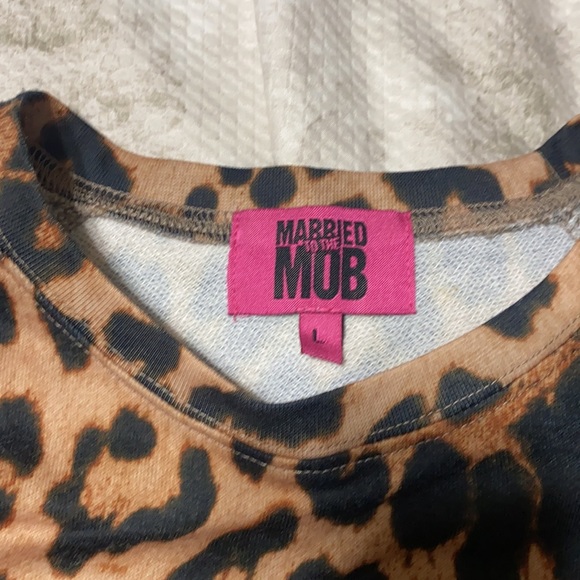 MARRIED
TO THE
MOB
L